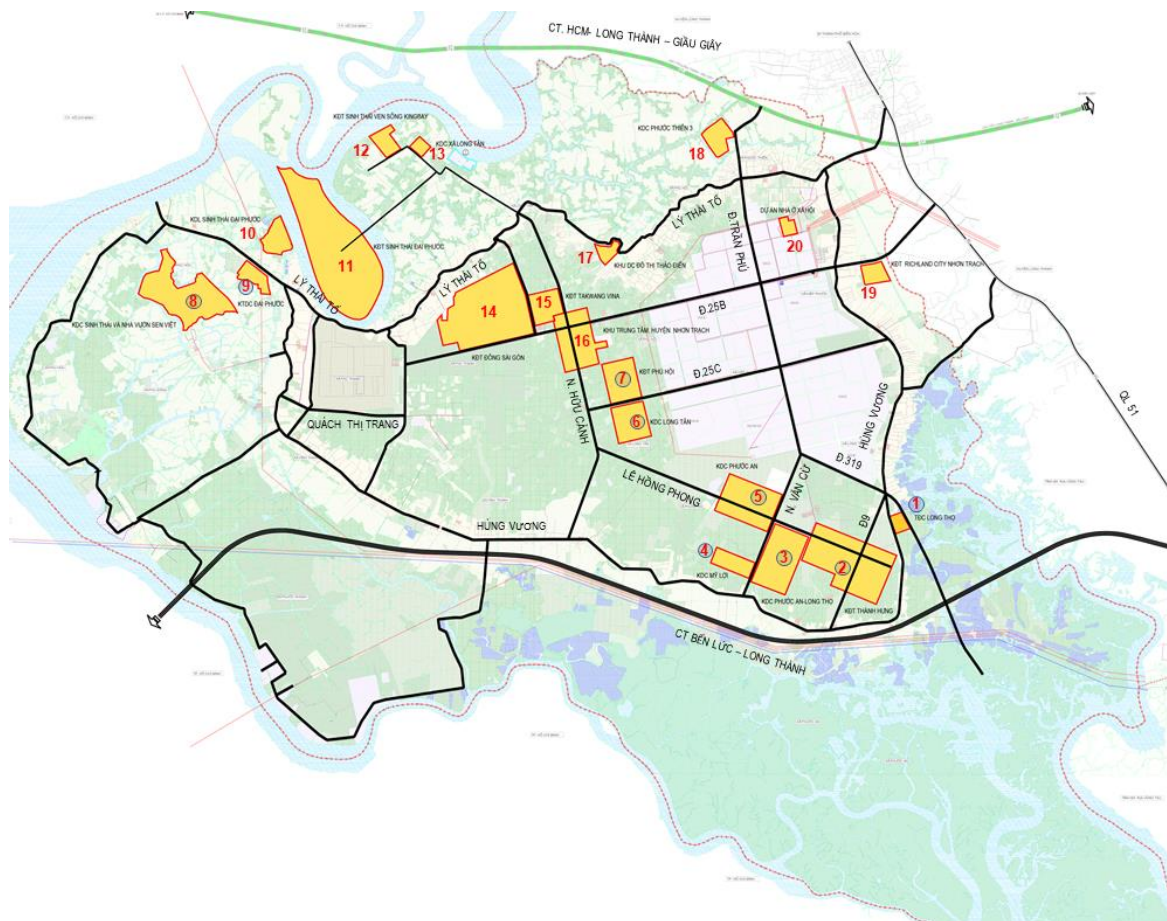 CT. HCM- LONG THÀNH – GIẦU GIÂY
KĐT SINH THÁI VEN SÔNG KINGBAY
12
13
KDC XÃ LONG TÂN
KDC PHƯỚC THIỀN 3
18
KDL SINH THÁI ĐẠI PHƯỚC
10
11
KĐT SINH THÁI ĐẠI PHƯỚC
LÝ THÁI TỔ
LÝ THÁI TỔ
LÝ THÁI TỔ
Đ.TRẦN PHÚ
DỰ ÁN NHÀ Ở XÃ HỘI
20
17
KHU DC ĐÔ THỊ THẢO ĐIỀN
KĐT RICHLAND CITY NHƠN TRẠCH
19
8
9
KTDC ĐẠI PHƯỚC
KDC SINH THÁI VÀ NHÀ VƯỜN SEN VIỆT
14
15
KĐT TAKWANG VINA
16
KHU TRUNG TÂM. HUYỆN NHƠN TRẠCH
Đ.25B
KĐT ĐÔNG SÀI GÒN
7
KĐT PHÚ HỘI
Đ.25C
6
KDC LONG TÂN
N. HỮU CẢNH
QUÁCH THỊ TRANG
HÙNG VƯƠNG
QL 51
Đ.319
LÊ HỒNG PHONG
KDC PHƯỚC AN
5
N. VĂN CỪ
Đ9
1
TĐC LONG THỌ
HÙNG VƯƠNG
4
KDC MỸ LỢI
3
KDC PHƯỚC AN-LONG THỌ
2
KĐT THÀNH HƯNG
CT BẾN LỨC – LONG THÀNH